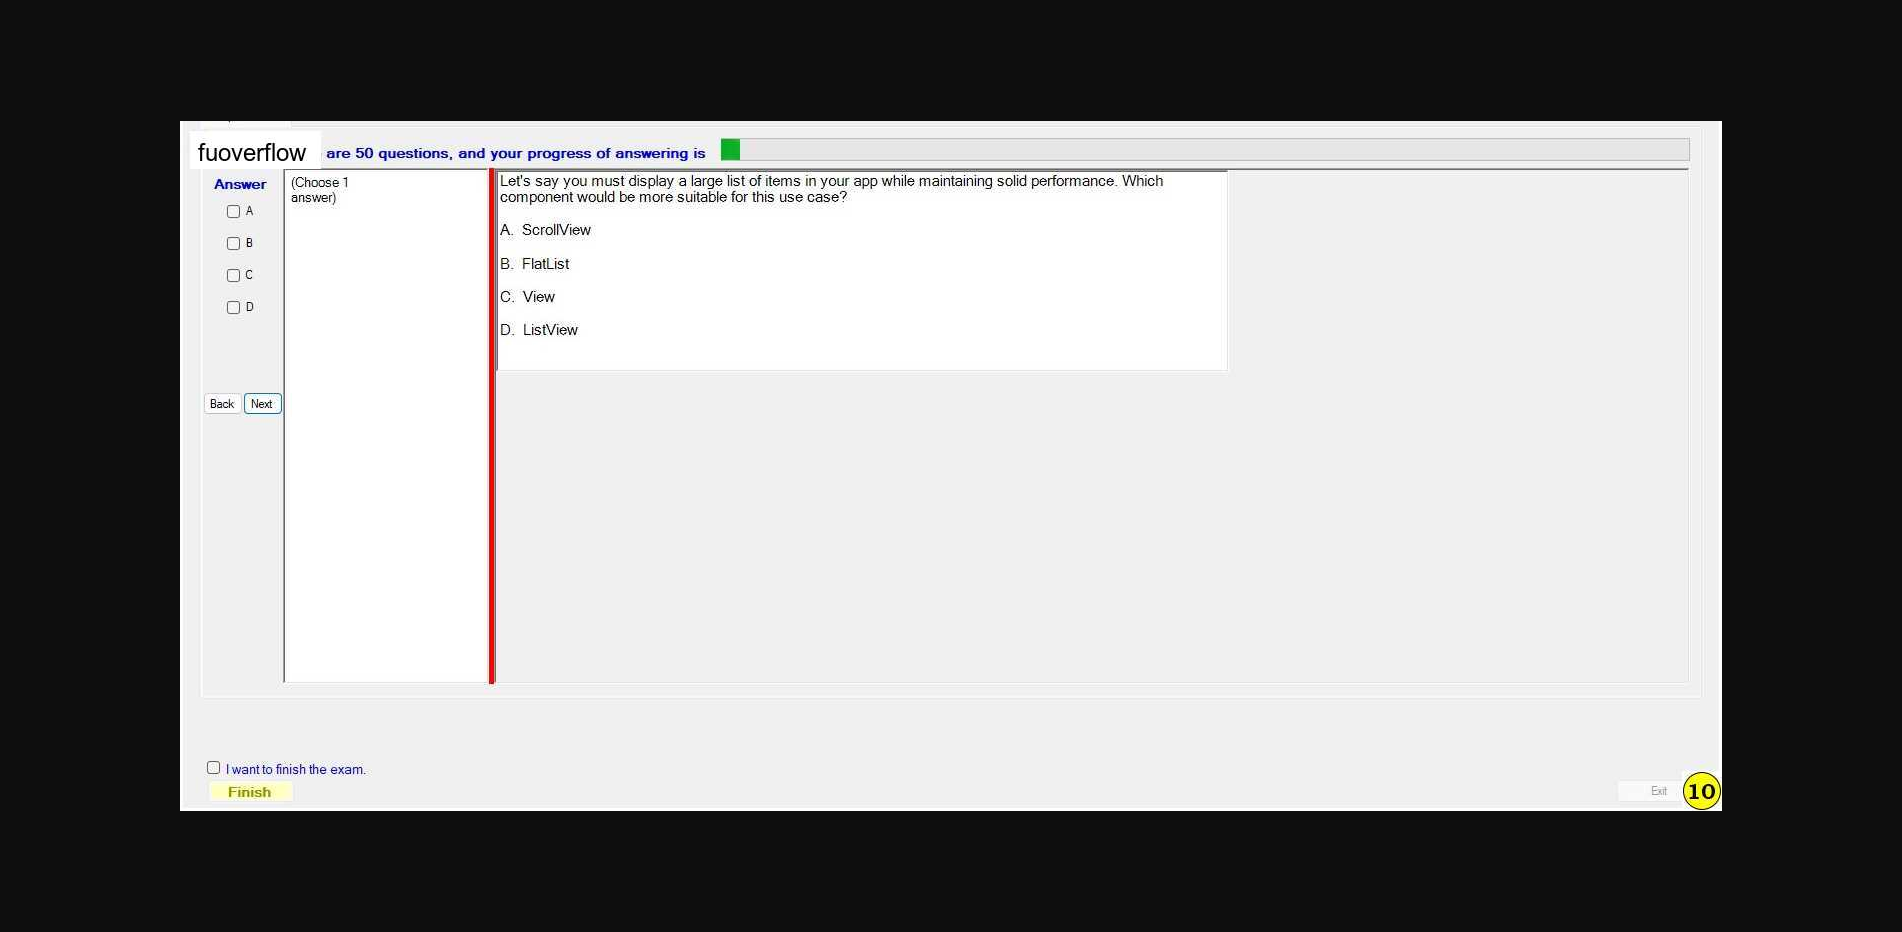 fuoverflow are 50 questions, and your progress of answering is
Answer
A
B
C
D
Back Next
(Choose 1
answer)
Let's say you must display a large list of items in your app while maintaining solid performance. Which
component would be more suitable for this use case?
A. ScrollView
B. FlatList
C. View
D. ListView
I want to finish the exam.
Finish
Exit
10